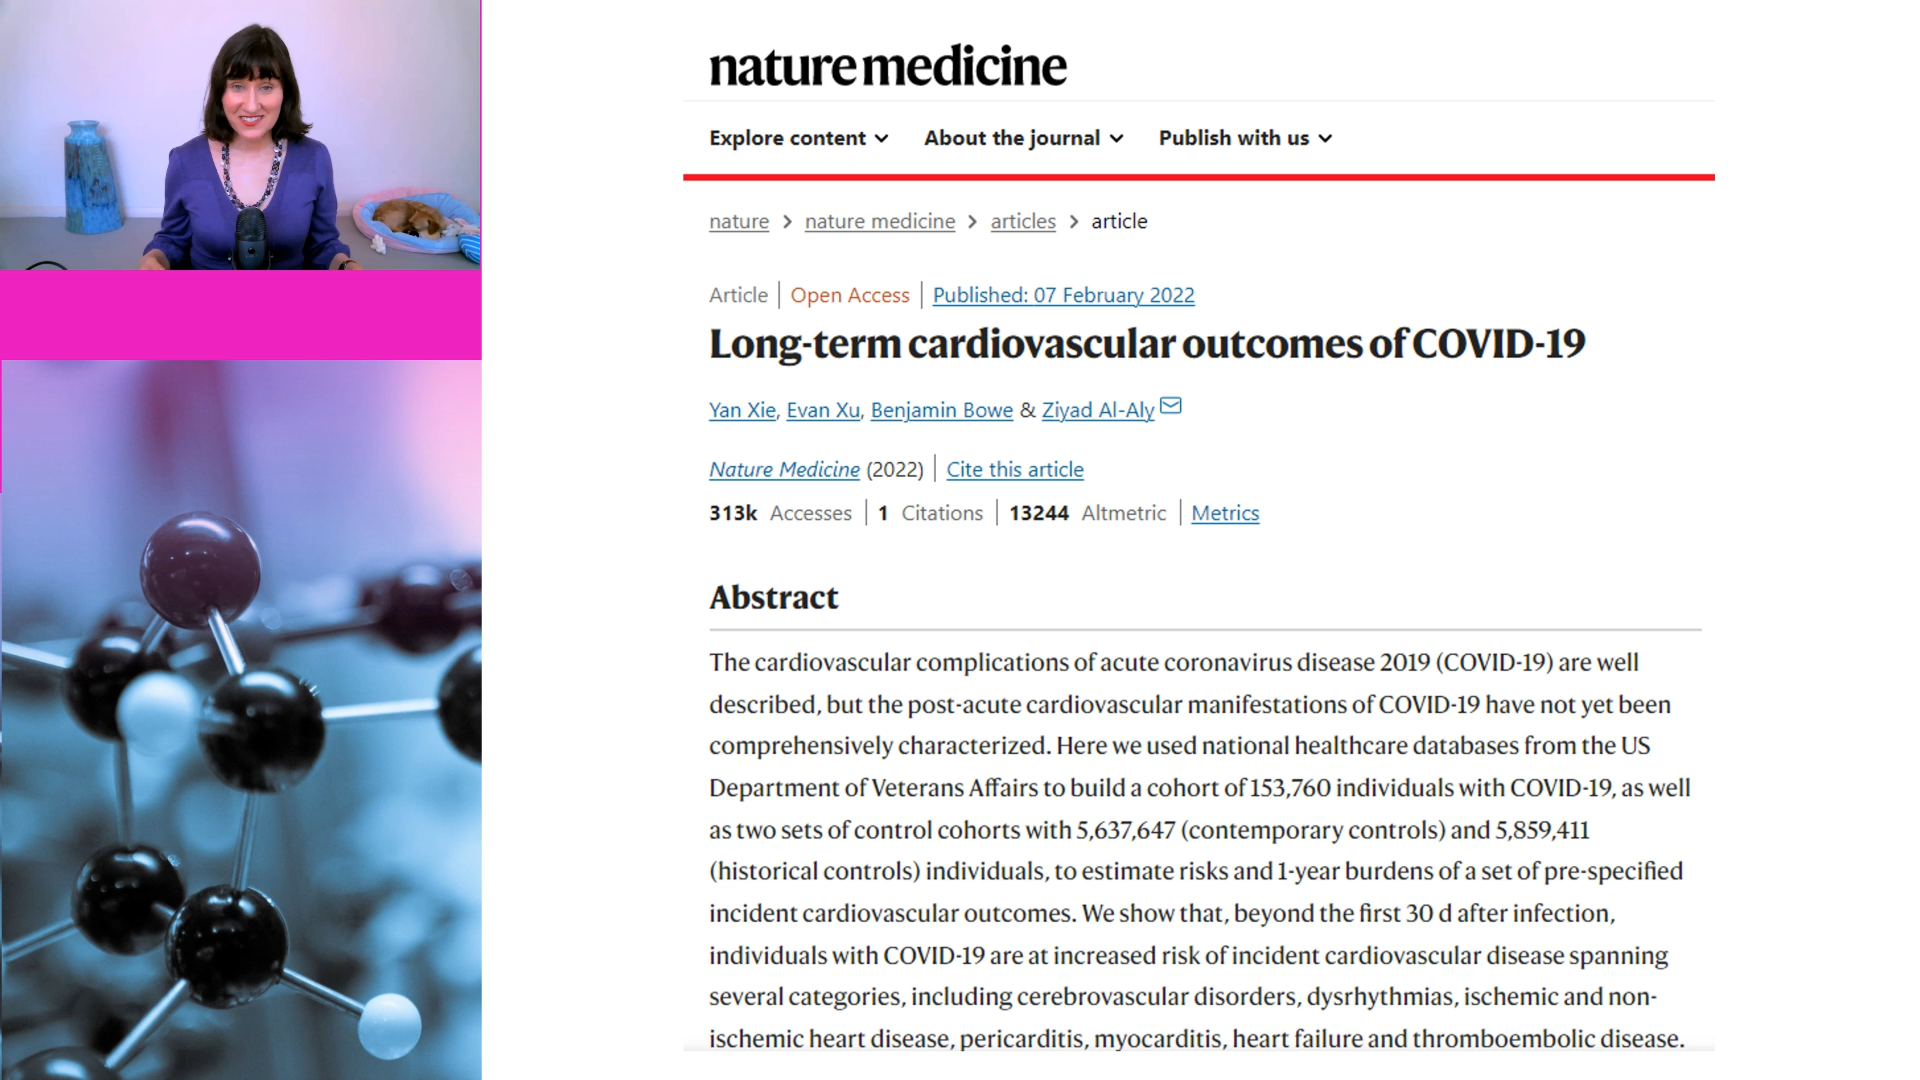 nature medicine
Explore content About the journal Publish with us
nature > nature medicine > articles > article
Article | Open Access | Published: 07 February 2022
Long-term cardiovascular outcomes of COVID-19
Yan Xie, Evan Xu, Benjamin Bowe & Ziyad Al-Aly
Nature Medicine (2022) | Cite this article
313k Accesses | 1 Citations | 13244 Altmetric | Metrics
Abstract
The cardiovascular complications of acute coronavirus disease 2019 (COVID-19) are well
described, but the post-acute cardiovascular manifestations of COVID-19 have not yet been
comprehensively characterized. Here we used national healthcare databases from the US
Department of Veterans Affairs to build a cohort of 153,760 individuals with COVID-19, as well
as two sets of control cohorts with 5,637,647 (contemporary controls) and 5,859,411
(historical controls) individuals, to estimate risks and 1-year burdens of a set of pre-specified
incident cardiovascular outcomes. We show that, beyond the first 30 d after infection,
individuals with COVID-19 are at increased risk of incident cardiovascular disease spanning
several categories, including cerebrovascular disorders, dysrhythmias, ischemic and non-
ischemic heart disease, pericarditis, myocarditis, heart failure and thromboembolic disease.